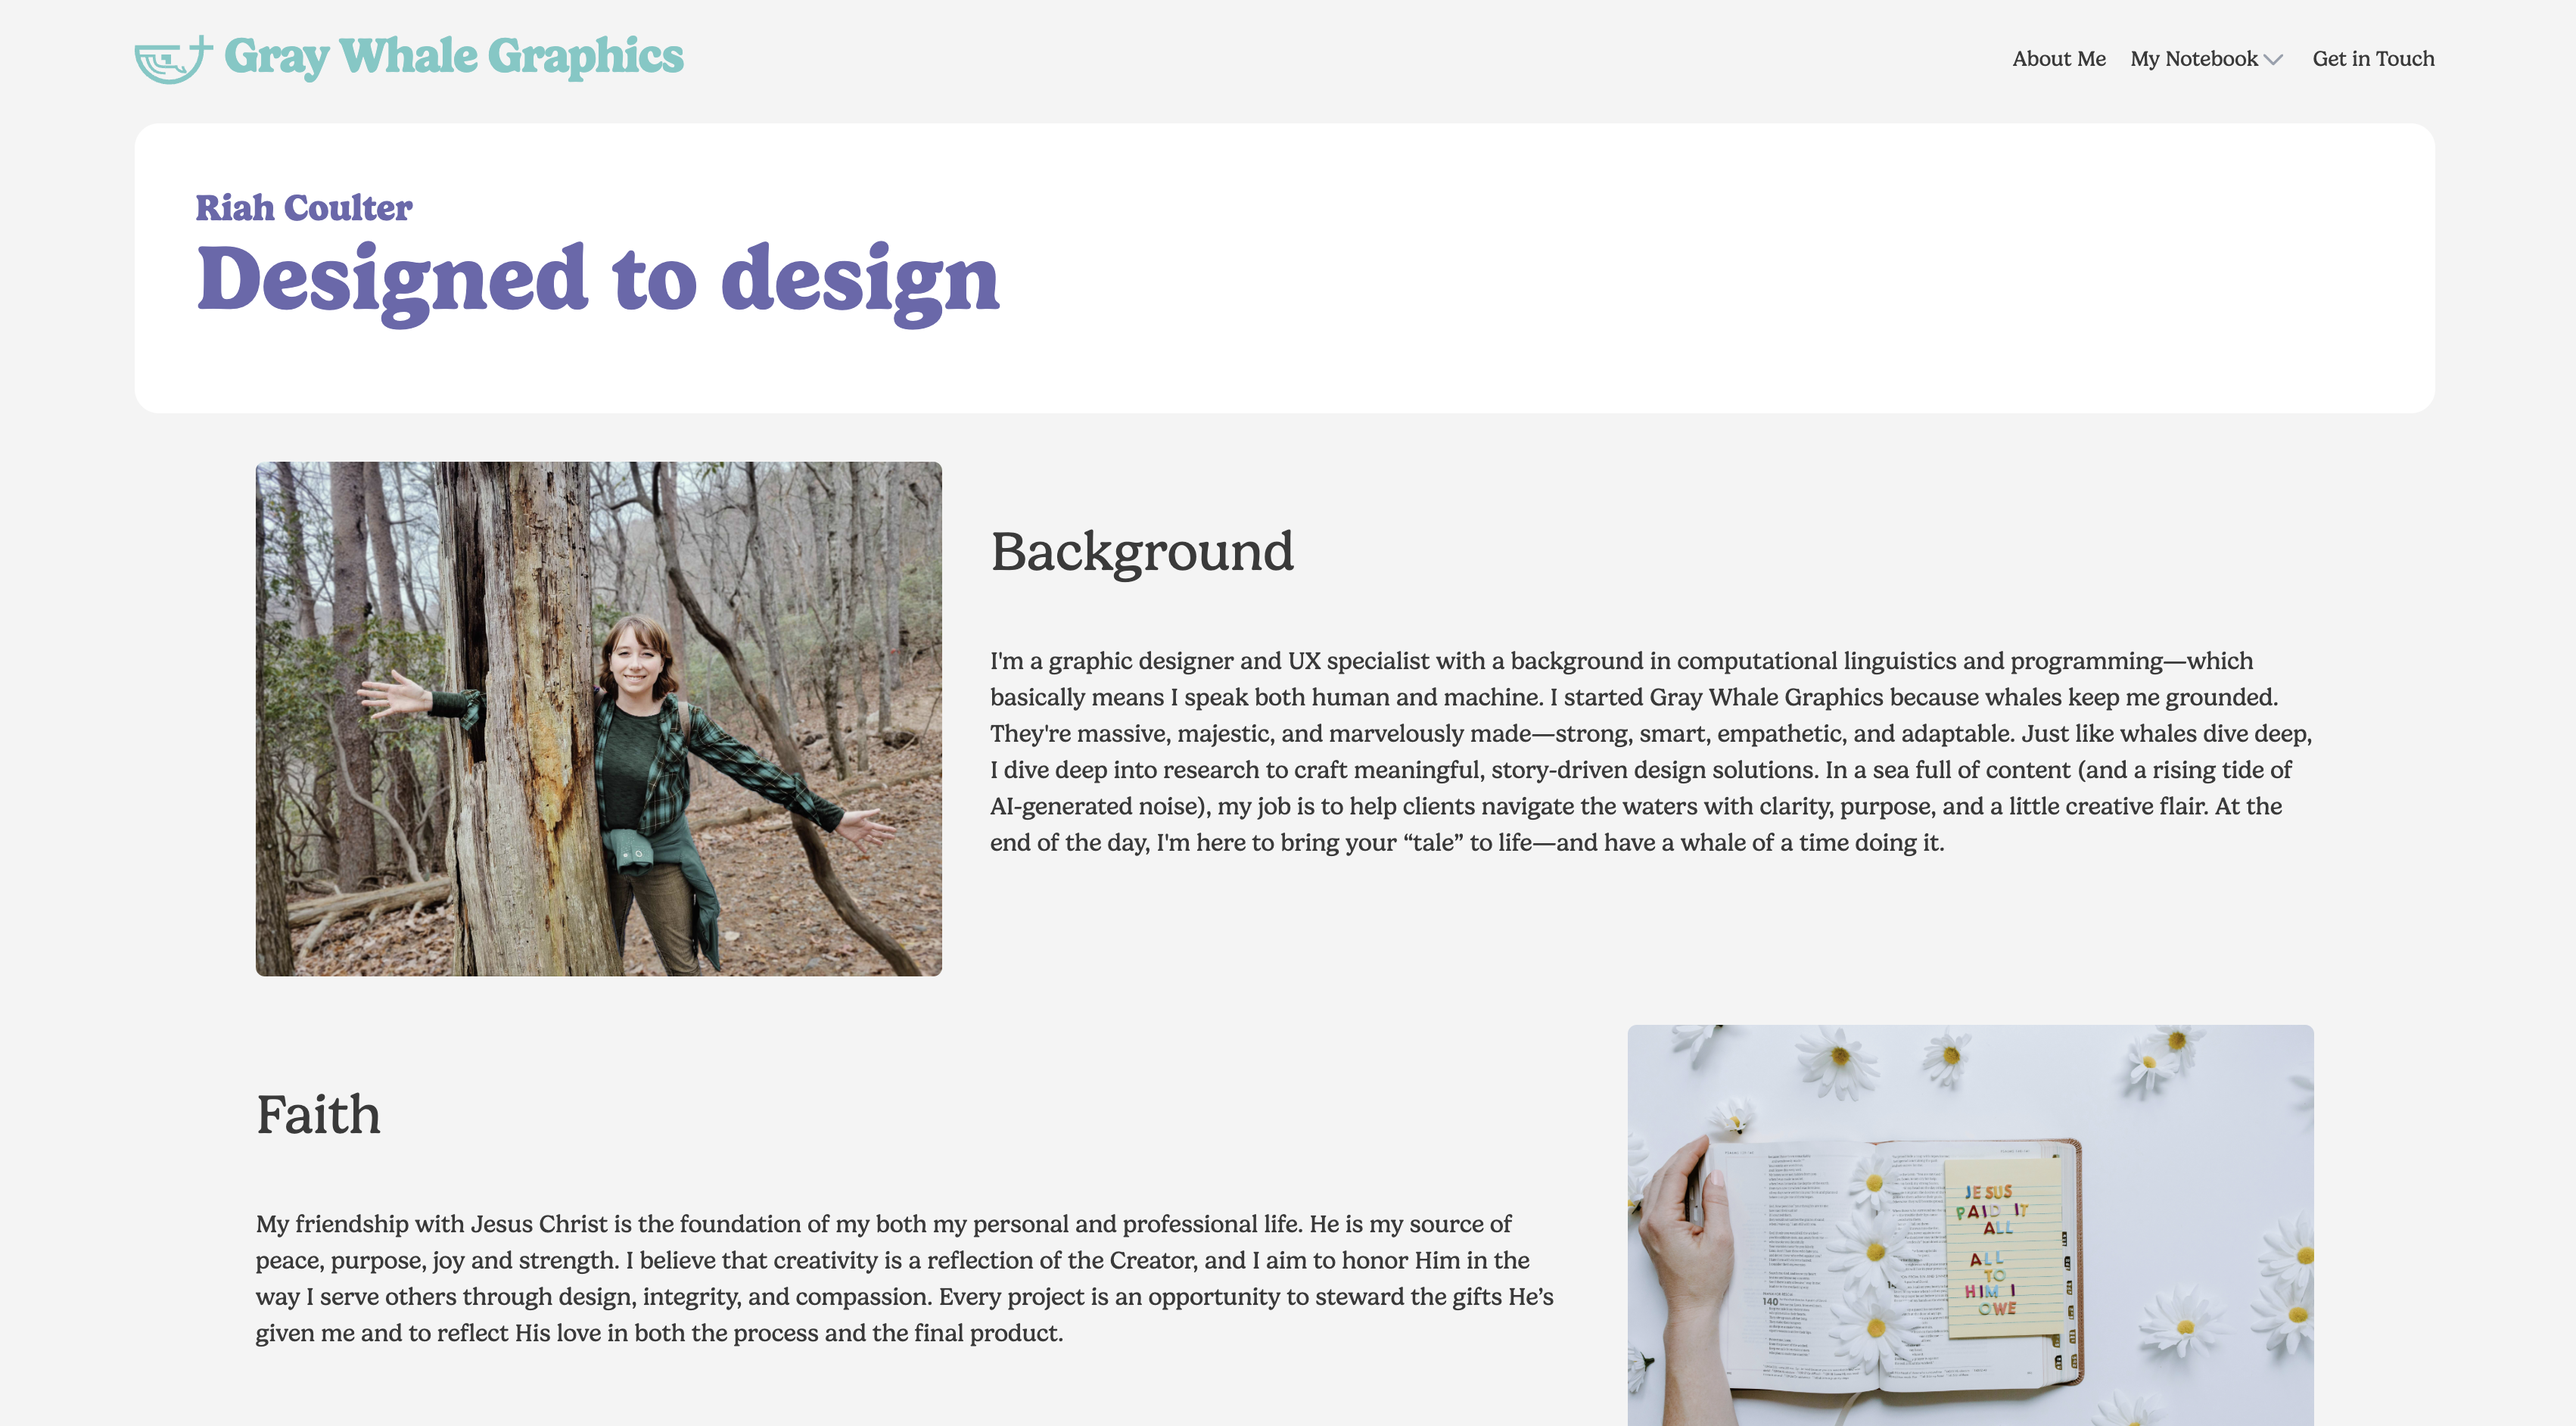 Gray Whale Graphics
About Me
My Notebook
Get in Touch
Riah Coulter
Designed to design
Background
I'm a graphic designer and UX specialist with a background in computational linguistics and programming—which
basically means I speak both human and machine. I started Gray Whale Graphics because whales keep me grounded.
They're massive, majestic, and marvelously made—strong, smart, empathetic, and adaptable. Just like whales dive deep,
I dive deep into research to craft meaningful, story-driven design solutions. In a sea full of content (and a rising tide of
AI-generated noise), my job is to help clients navigate the waters with clarity, purpose, and a little creative flair. At the
end of the day, I'm here to bring your “tale” to life—and have a whale of a time doing it.
Faith
My friendship with Jesus Christ is the foundation of my both my personal and professional life. He is my source of
peace, purpose, joy and strength. I believe that creativity is a reflection of the Creator, and I aim to honor Him in the
way I serve others through design, integrity, and compassion. Every project is an opportunity to steward the gifts He’s
given me and to reflect His love in both the process and the final product.
JESUS
PAID IT
ALL
ALL
TO
HIM I
OWE
140